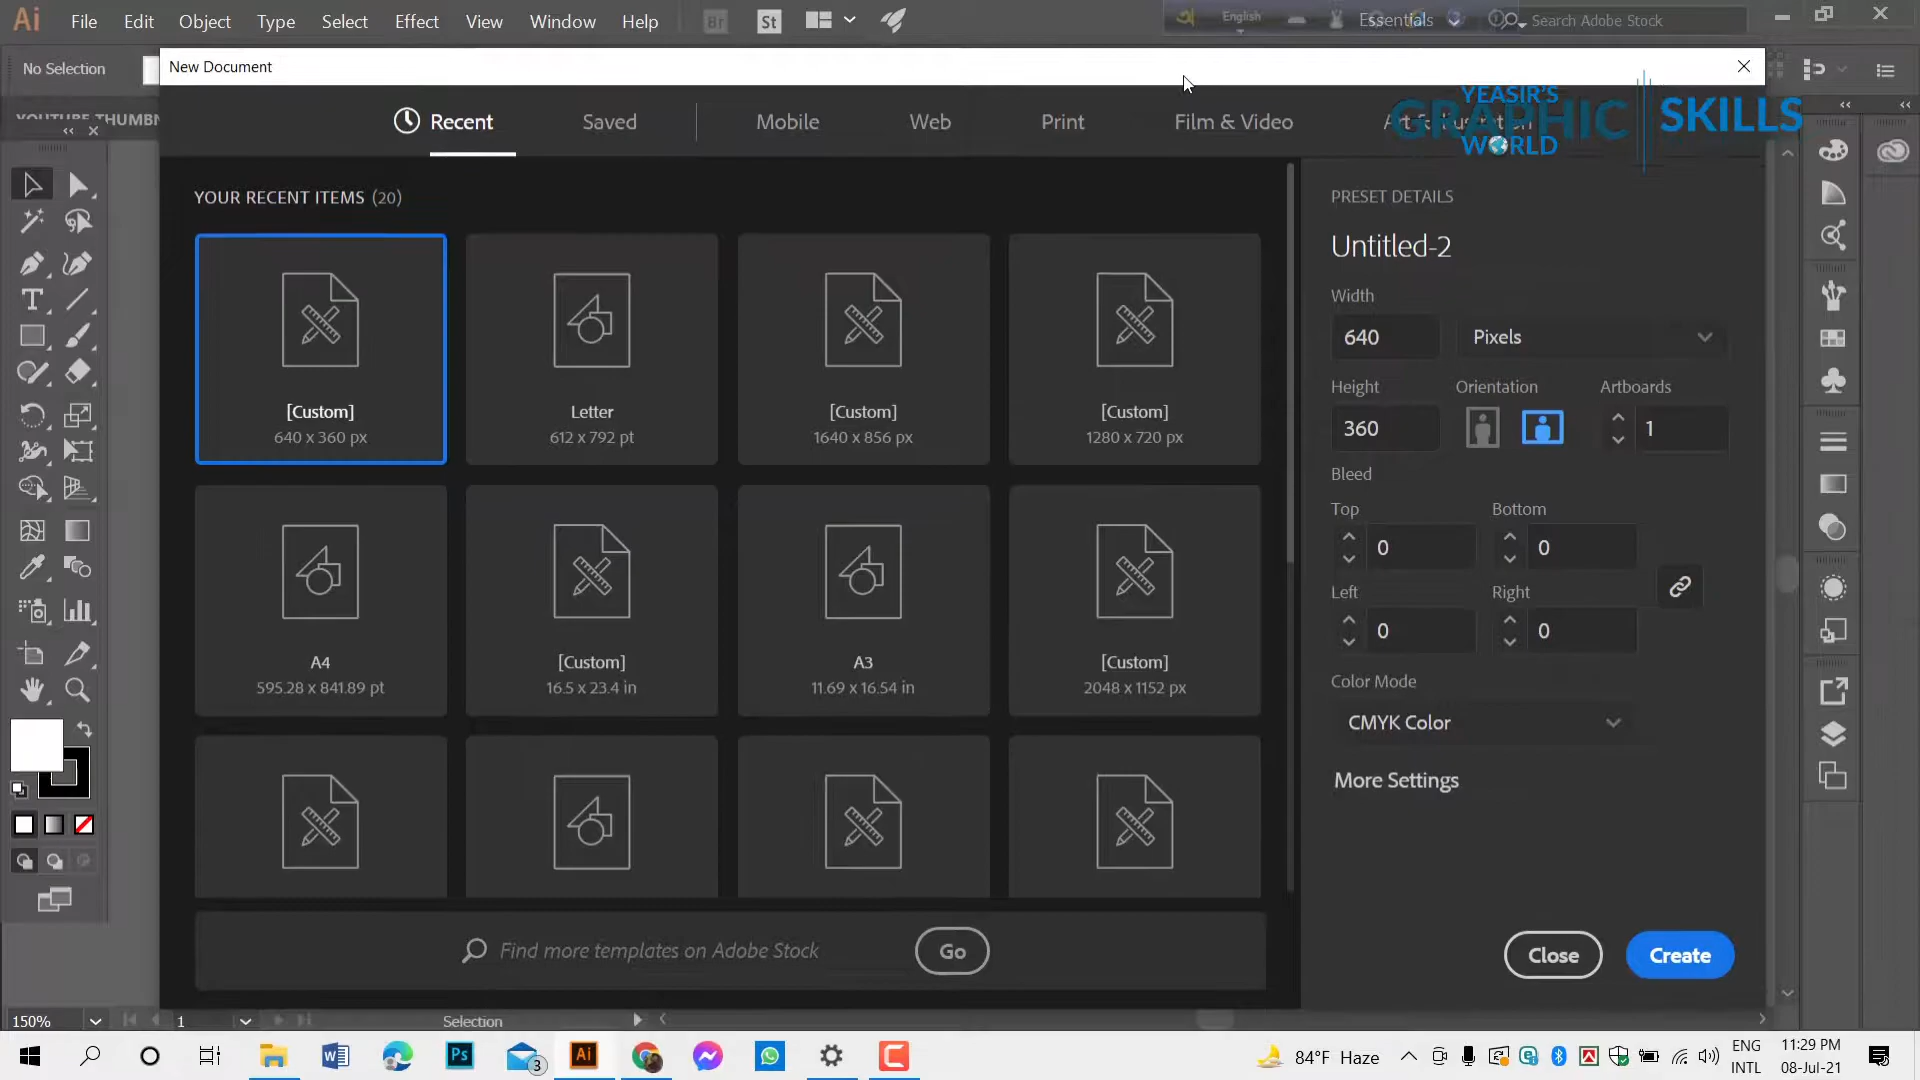 Ai File Edit Object Type Select Effect View Window Help Br St English Essentials Search Adobe Stock
No Selection
New Document
YEASIR'S
GRAPHIC SKILLS
WORLD
Recent Saved Mobile Web Print Film & Video
YOUR RECENT ITEMS (20)
[Custom]
640 x 360 px
Letter
612 x 792 pt
[Custom]
1640 x 856 px
[Custom]
1280 x 720 px
A4
595.28 x 841.89 pt
[Custom]
16.5 x 23.4 in
A3
11.69 x 16.54 in
[Custom]
2048 x 1152 px
Find more templates on Adobe Stock Go
PRESET DETAILS
Untitled-2
Width
640 Pixels
Height Orientation Artboards
360 1
Bleed
Top Bottom
0 0
Left Right
0 0
Color Mode
CMYK Color
More Settings
Close Create
150% 1 Selection
W Ps 3 Ai 84°F Haze ENG 11:29 PM
INTL 08-Jul-21